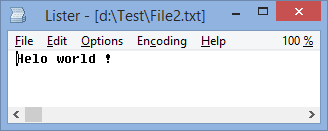 Lister - [d:\Test\File2.txt]
File Edit Options Encoding Help 100 %
Helo world !